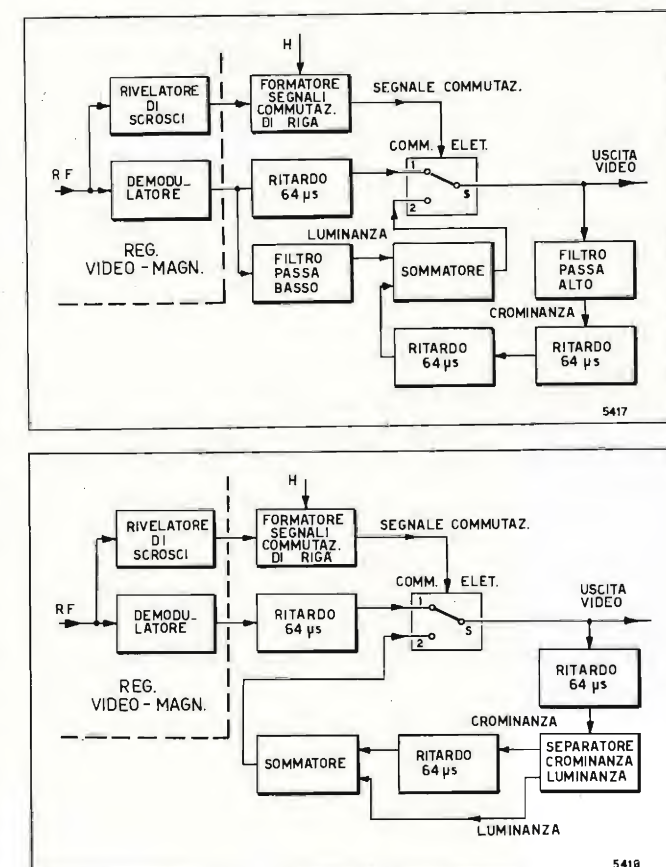 H
RIVELATORE
DI
SCROSCI
FORMATORE
SEGNALI
COMMUTAZ.
DI RIGA
SEGNALE COMMUTAZ.
COMM. ELET.
RF
DEMODU_
LATORE
RITARDO
64 µs
1
2
S
USCITA
VIDEO
REG.
VIDEO - MAGN.
LUMINANZA
FILTRO
PASSA
BASSO
SOMMATORE
FILTRO
PASSA
ALTO
CROMINANZA
RITARDO
64 µs
RITARDO
64 µs
5417
H
RIVELATORE
DI
SCROSCI
FORMATORE
SEGNALI
COMMUTAZ.
DI RIGA
SEGNALE COMMUTAZ.
COMM. ELET.
RF
DEMODU_
LATORE
RITARDO
64 µs
1
2
S
USCITA
VIDEO
REG.
VIDEO - MAGN.
RITARDO
64 µs
CROMINANZA
SOMMATORE
RITARDO
64 µs
SEPARATORE
CROMINANZA
LUMINANZA
LUMINANZA
5418